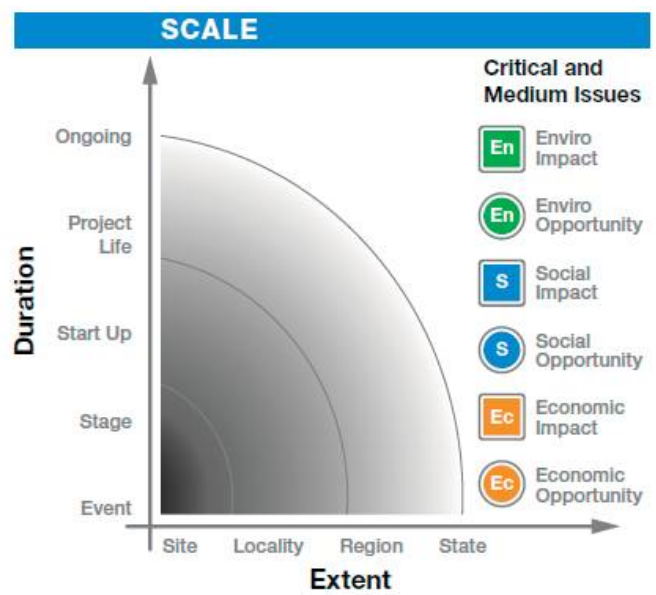 SCALE
Critical and
Medium Issues
Ongoing
Project
Life
Start Up
Stage
Event
Duration
Site
Locality
Region
State
Extent
En
Enviro
Impact
En
Enviro
Opportunity
S
Social
Impact
S
Social
Opportunity
Ec
Economic
Impact
Ec
Economic
Opportunity